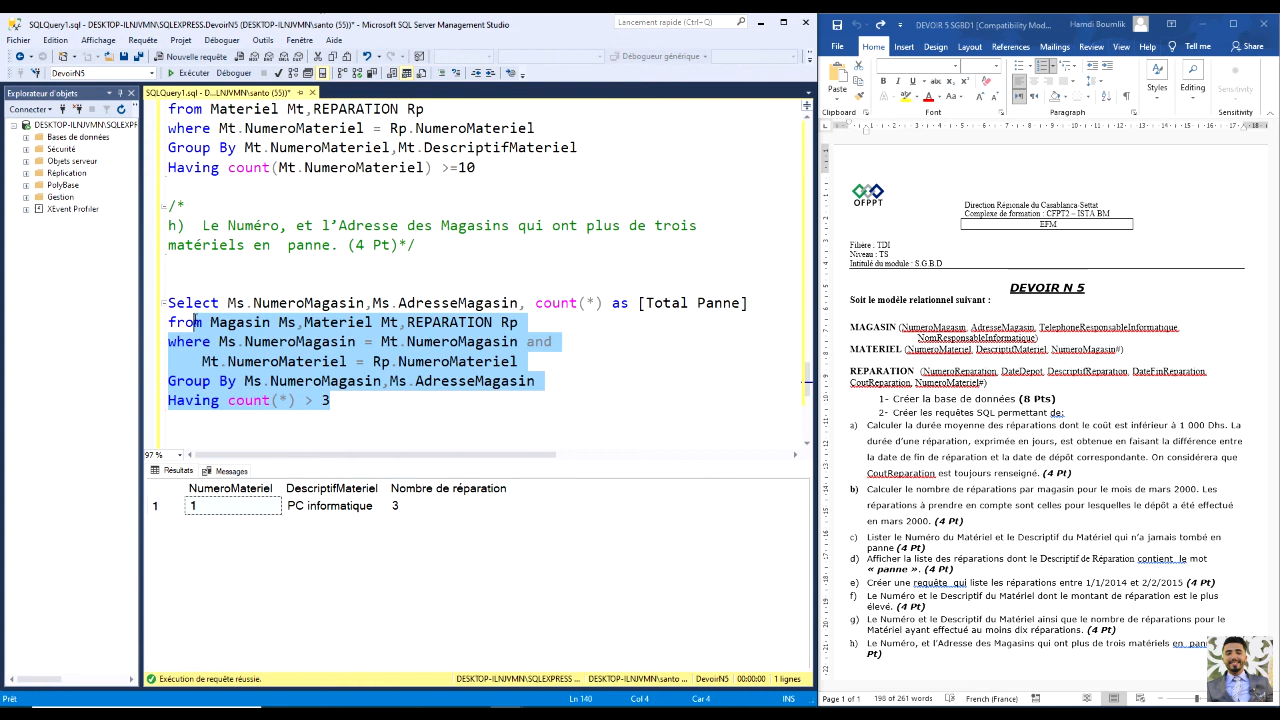 SQLQuery1.sql - DESKTOP-ILNJVMN\SQLEXPRESS.DevoirN5 (DESKTOP-ILNJVMN\santo (55))* - Microsoft SQL Server Management Studio
Lancement rapide (Ctrl+Q)
Fichier Edition Affichage Requête Projet Débogueur Outils Fenêtre Aide
Nouvelle requête
Débogueur générique
DevoirN5
Exécuter Déboguer
Explorateur d'objets
Connecter
DESKTOP-ILNJVMN\SQLEXPR
Bases de données
Sécurité
Objets serveur
Réplication
PolyBase
Gestion
XEvent Profiler
SQLQuery1.sql - D...LNJVMN\santo (55))*
from Materiel Mt,REPARATION Rp
where Mt.NumeroMateriel = Rp.NumeroMateriel
Group By Mt.NumeroMateriel,Mt.DescriptifMateriel
Having count(Mt.NumeroMateriel) >=10
/*
h) Le Numéro, et l’Adresse des Magasins qui ont plus de trois
matériels en panne. (4 Pt)*/
Select Ms.NumeroMagasin,Ms.AdresseMagasin, count(*) as [Total Panne]
from Magasin Ms,Materiel Mt,REPARATION Rp
where Ms.NumeroMagasin = Mt.NumeroMagasin and
Mt.NumeroMateriel = Rp.NumeroMateriel
Group By Ms.NumeroMagasin,Ms.AdresseMagasin
Having count(*) > 3
97 %
Résultats Messages
NumeroMateriel DescriptifMateriel Nombre de réparation
1 1 PC informatique 3
Exécution de requête réussie. DESKTOP-ILNJVMN\SQLEXPRESS ... DESKTOP-ILNJVMN\santo ... DevoirN5 00:00:00 1 lignes
Prêt Ln 140 Col 4 Car 4 INS
DEVOIR 5 SGBD1 [Compatibility Mod... Hamdi Boumlik
File Home Insert Design Layout References Mailings Review View Help Tell me Share
Paste Styles Editing Sensitivity
Clipboard Font Paragraph Sensitivity
OFPPT
Direction Régionale du Casablanca-Settat
Complexe de formation : CFPT2 – ISTA BM
EFM
Filière : TDI
Niveau : TS
Intitulé du module : S.G.B.D
DEVOIR N 5
Soit le modèle relationnel suivant :
MAGASIN (NumeroMagasin, AdresseMagasin, TelephoneResponsableInformatique,
NomResponsableInformatique)
MATERIEL (NumeroMateriel, DescriptifMateriel, NumeroMagasin#)
REPARATION (NumeroReparation, DateDepot, DescriptifReparation, DateFinReparation,
CoutReparation, NumeroMateriel#)
1- Créer la base de données (8 Pts)
2- Créer les requêtes SQL permettant de:
a) Calculer la durée moyenne des réparations dont le coût est inférieur à 1 000 Dhs. La
durée d’une réparation, exprimée en jours, est obtenue en faisant la différence entre
la date de fin de réparation et la date de dépôt correspondante. On considérera que
CoutReparation est toujours renseigné. (4 Pt)
b) Calculer le nombre de réparations par magasin pour le mois de mars 2000. Les
réparations à prendre en compte sont celles pour lesquelles le dépôt a été effectué
en mars 2000. (4 Pt)
c) Lister le Numéro du Matériel et le Descriptif du Matériel qui n’a jamais tombé en
panne (4 Pt)
d) Afficher la liste des réparations dont le Descriptif de Réparation contient le mot
« panne ». (4 Pt)
e) Créer une requête qui liste les réparations entre 1/1/2014 et 2/2/2015 (4 Pt)
f) Le Numéro et le Descriptif du Matériel dont le montant de réparation est le plus
élevé. (4 Pt)
g) Le Numéro et le Descriptif du Matériel ainsi que le nombre de réparations pour le
Matériel ayant effectué au moins dix réparations. (4 Pt)
h) Le Numéro, et l’Adresse des Magasins qui ont plus de trois matériels en pan
Pt)
Page 1 of 1 198 of 261 words French (France)